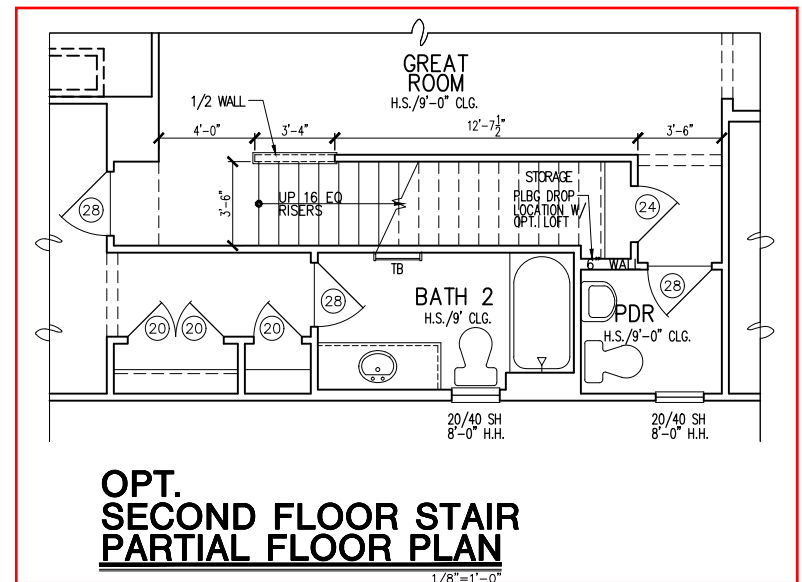 GREAT
ROOM
H.S./9'-0" CLG.
1/2 WALL
4'-0"
3'-4"
12'-7½"
3'-6"
3'-6"
UP 16 EQ
RISERS
STORAGE
PLBG DROP
LOCATION W/
OPT. LOFT
28
24
6" WALL
TB
28
28
BATH 2
H.S./9' CLG.
PDR
H.S./9'-0" CLG.
20
20
20
20/40 SH
8'-0" H.H.
20/40 SH
8'-0" H.H.
OPT.
SECOND FLOOR STAIR
PARTIAL FLOOR PLAN
1/8"=1'-0"